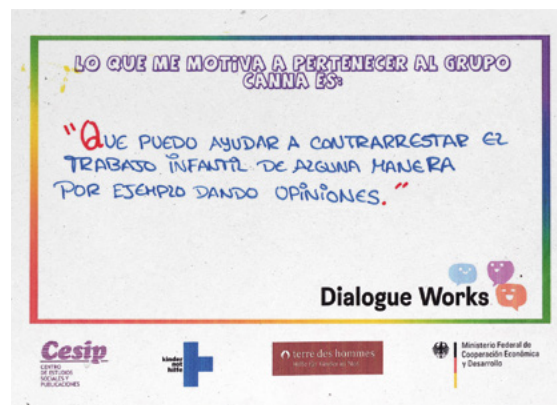 LO QUE ME MOTIVA A PERTENECER AL GRUPO
CANNA ES:
"QUE PUEDO AYUDAR A CONTRARRESTAR EL
TRABAJO INFANTIL DE ALGUNA MANERA
POR EJEMPLO DANDO OPINIONES."
Dialogue Works
Cesip
CENTRO
DE ESTUDIOS
SOCIALES Y
PUBLICACIONES
kinder
not
hilfe
terre des hommes
Ministerio Federal de
Cooperación Económica
y Desarrollo